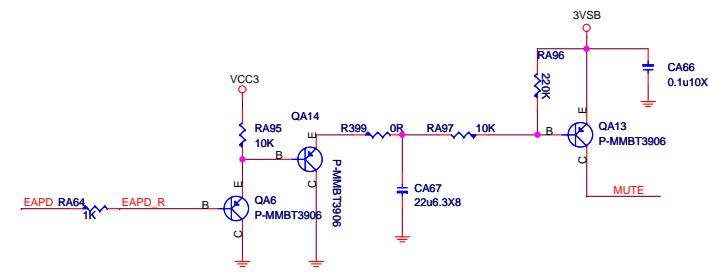 3VSB
RA96
220K
CA66
0.1u10X
VCC3
QA14
E
R399
0R
RA97
10K
E
B
QA13
P-MMBT3906
RA95
10K
B
C
P-MMBT3906
C
CA67
22u6.3X8
MUTE
E
QA6
P-MMBT3906
EAPD
RA64
1K
EAPD_R
B
C